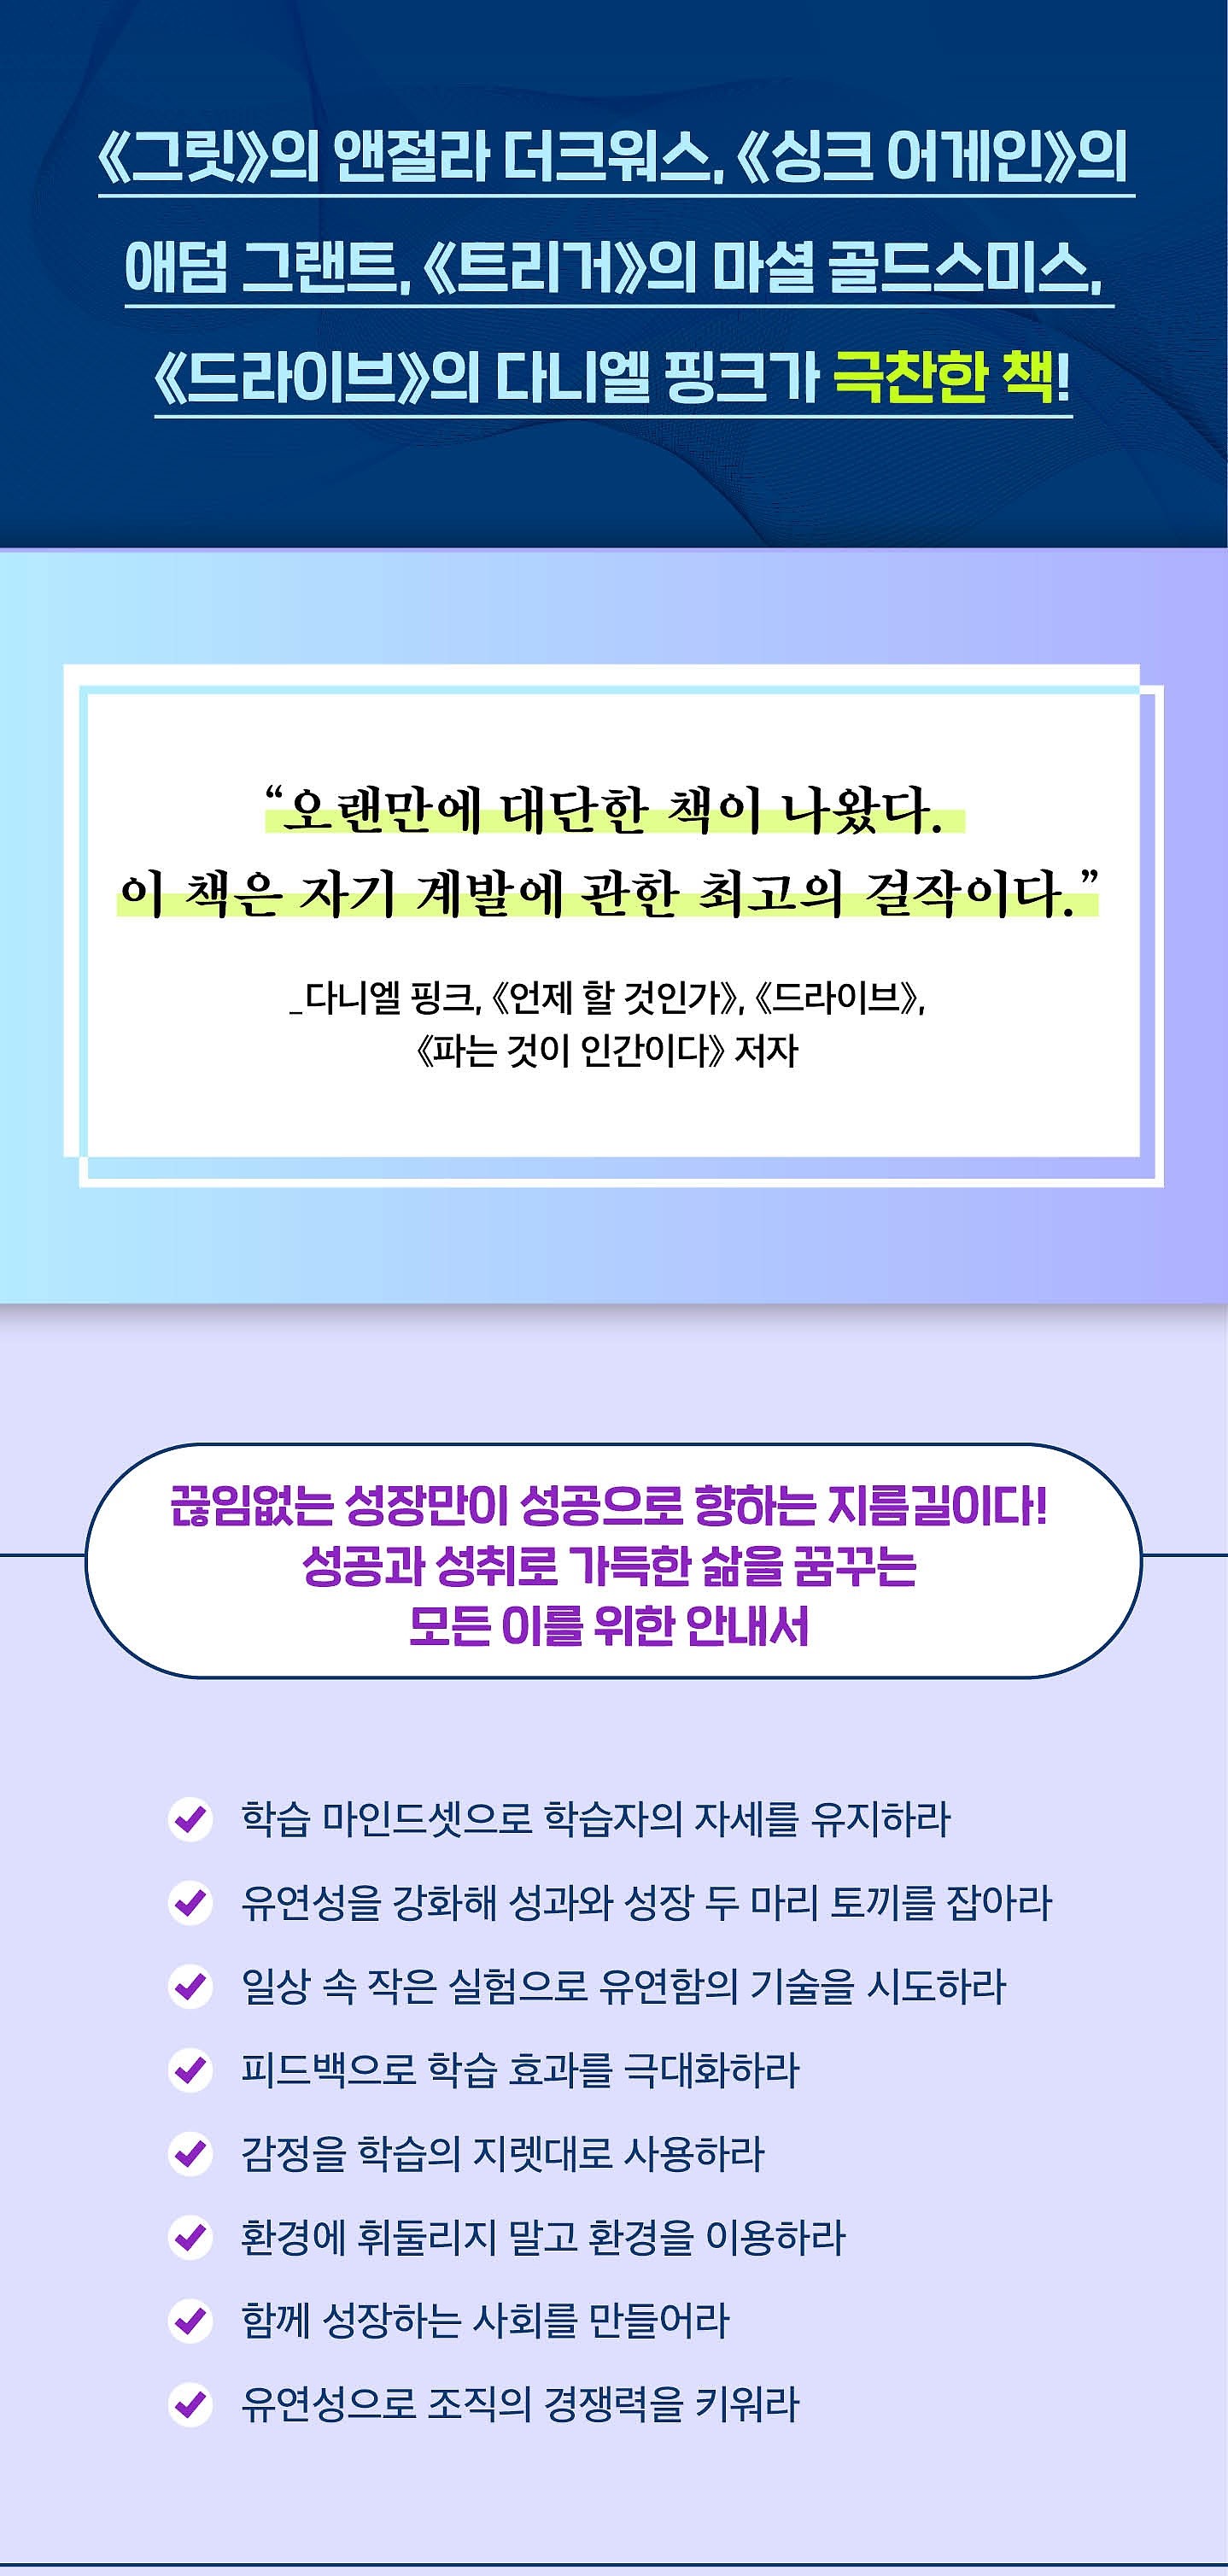 《그릿》의 앤절라 더크워스, 《싱크 어게인》의
애덤 그랜트, 《트리거》의 마셜 골드스미스,
《드라이브》의 다니엘 핑크가 극찬한 책!
“오랜만에 대단한 책이 나왔다.
이 책은 자기 계발에 관한 최고의 걸작이다.”
_다니엘 핑크, 《언제 할 것인가》, 《드라이브》,
《파는 것이 인간이다》 저자
끊임없는 성장만이 성공으로 향하는 지름길이다!
성공과 성취로 가득한 삶을 꿈꾸는
모든 이를 위한 안내서
학습 마인드셋으로 학습자의 자세를 유지하라
유연성을 강화해 성과와 성장 두 마리 토끼를 잡아라
일상 속 작은 실험으로 유연함의 기술을 시도하라
피드백으로 학습 효과를 극대화하라
감정을 학습의 지렛대로 사용하라
환경에 휘둘리지 말고 환경을 이용하라
함께 성장하는 사회를 만들어라
유연성으로 조직의 경쟁력을 키워라